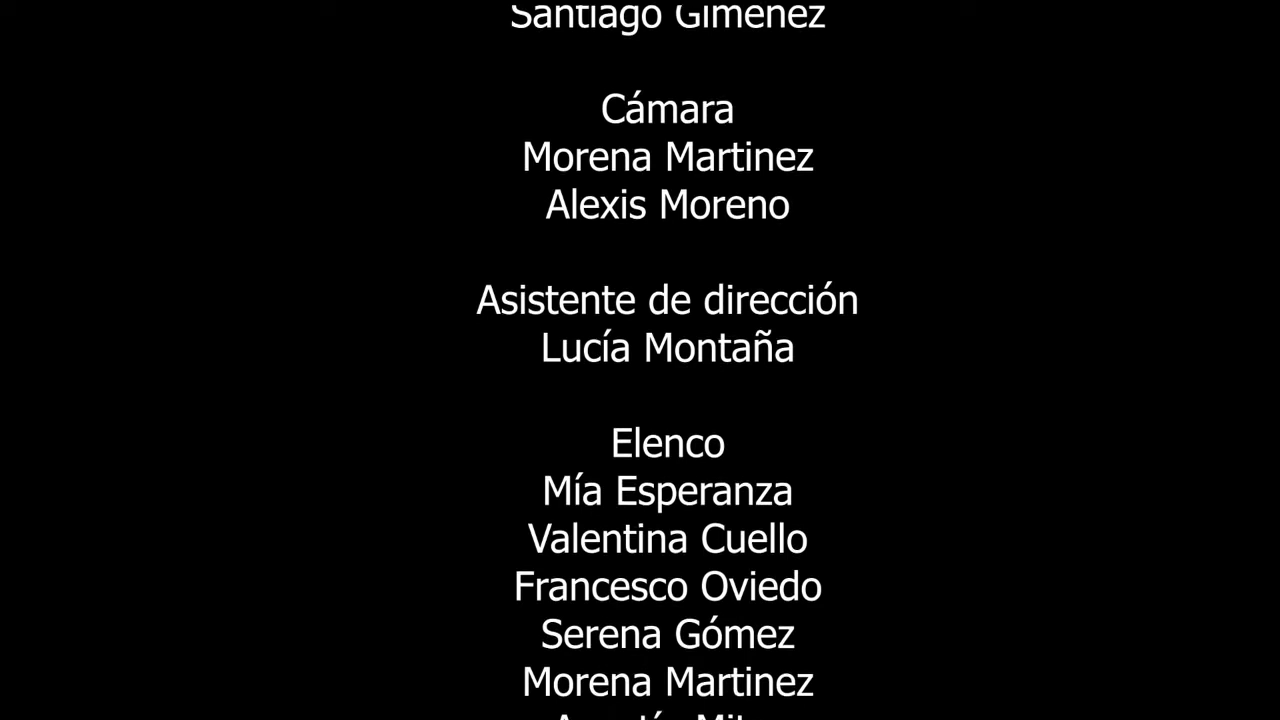 Santiago Gimenez
Cámara
Morena Martinez
Alexis Moreno
Asistente de dirección
Lucía Montaña
Elenco
Mía Esperanza
Valentina Cuello
Francesco Oviedo
Serena Gómez
Morena Martinez